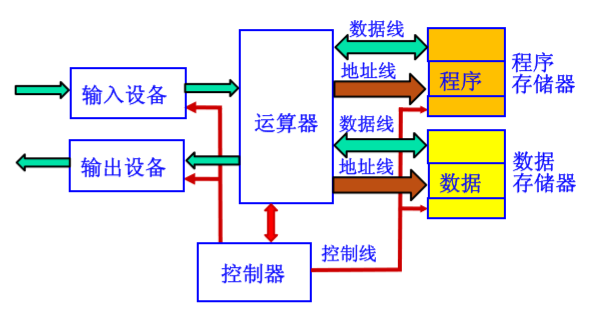 数据线
程序
存储器
地址线
程序
输入设备
运算器
数据线
地址线
数据
存储器
数据
输出设备
控制线
控制器